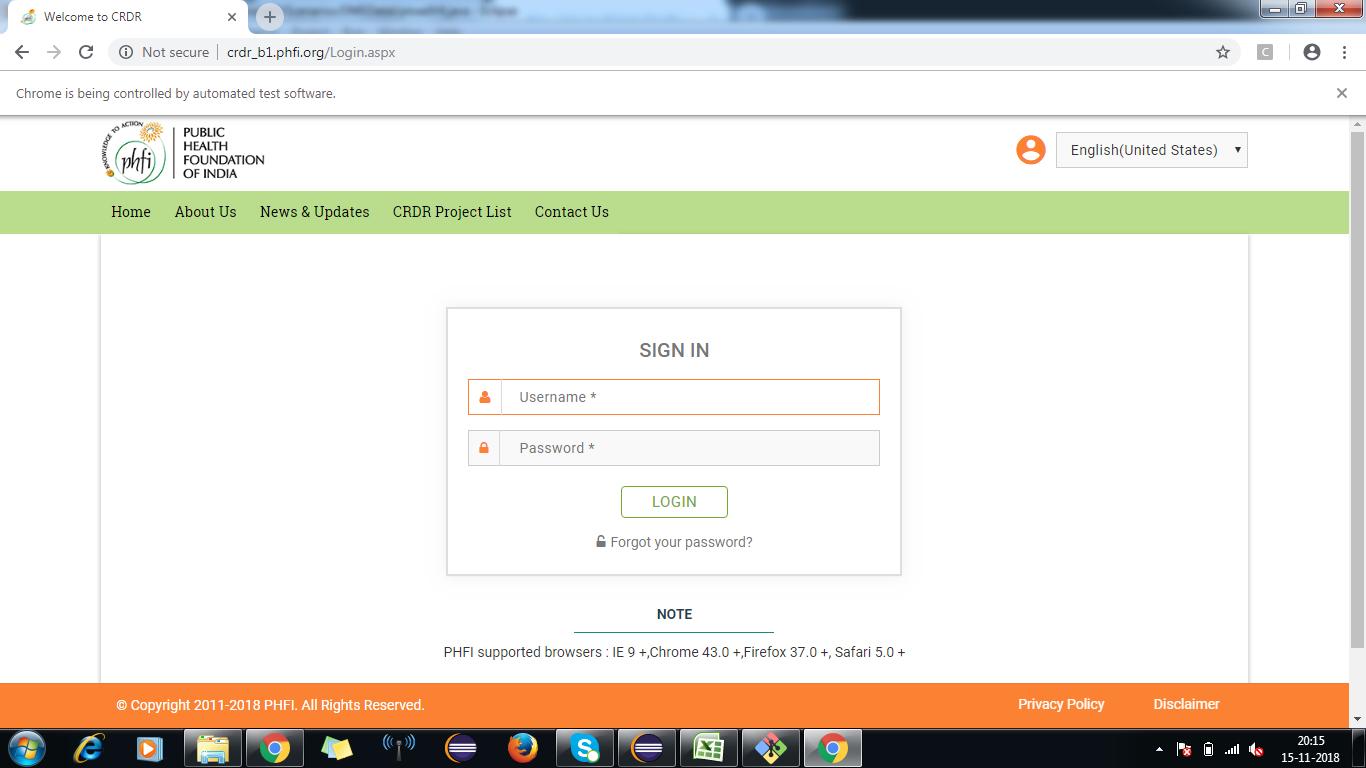 Welcome to CRDR
Not secure crdr_b1.phfi.org/Login.aspx
C
Chrome is being controlled by automated test software.
KNOWLEDGE TO ACTION
phfi
PUBLIC
HEALTH
FOUNDATION
OF INDIA
English(United States)
Home About Us News & Updates CRDR Project List Contact Us
SIGN IN
Username *
Password *
LOGIN
Forgot your password?
NOTE
PHFI supported browsers : IE 9 +,Chrome 43.0 +,Firefox 37.0 +, Safari 5.0 +
© Copyright 2011-2018 PHFI. All Rights Reserved. Privacy Policy Disclaimer
20:15
15-11-2018